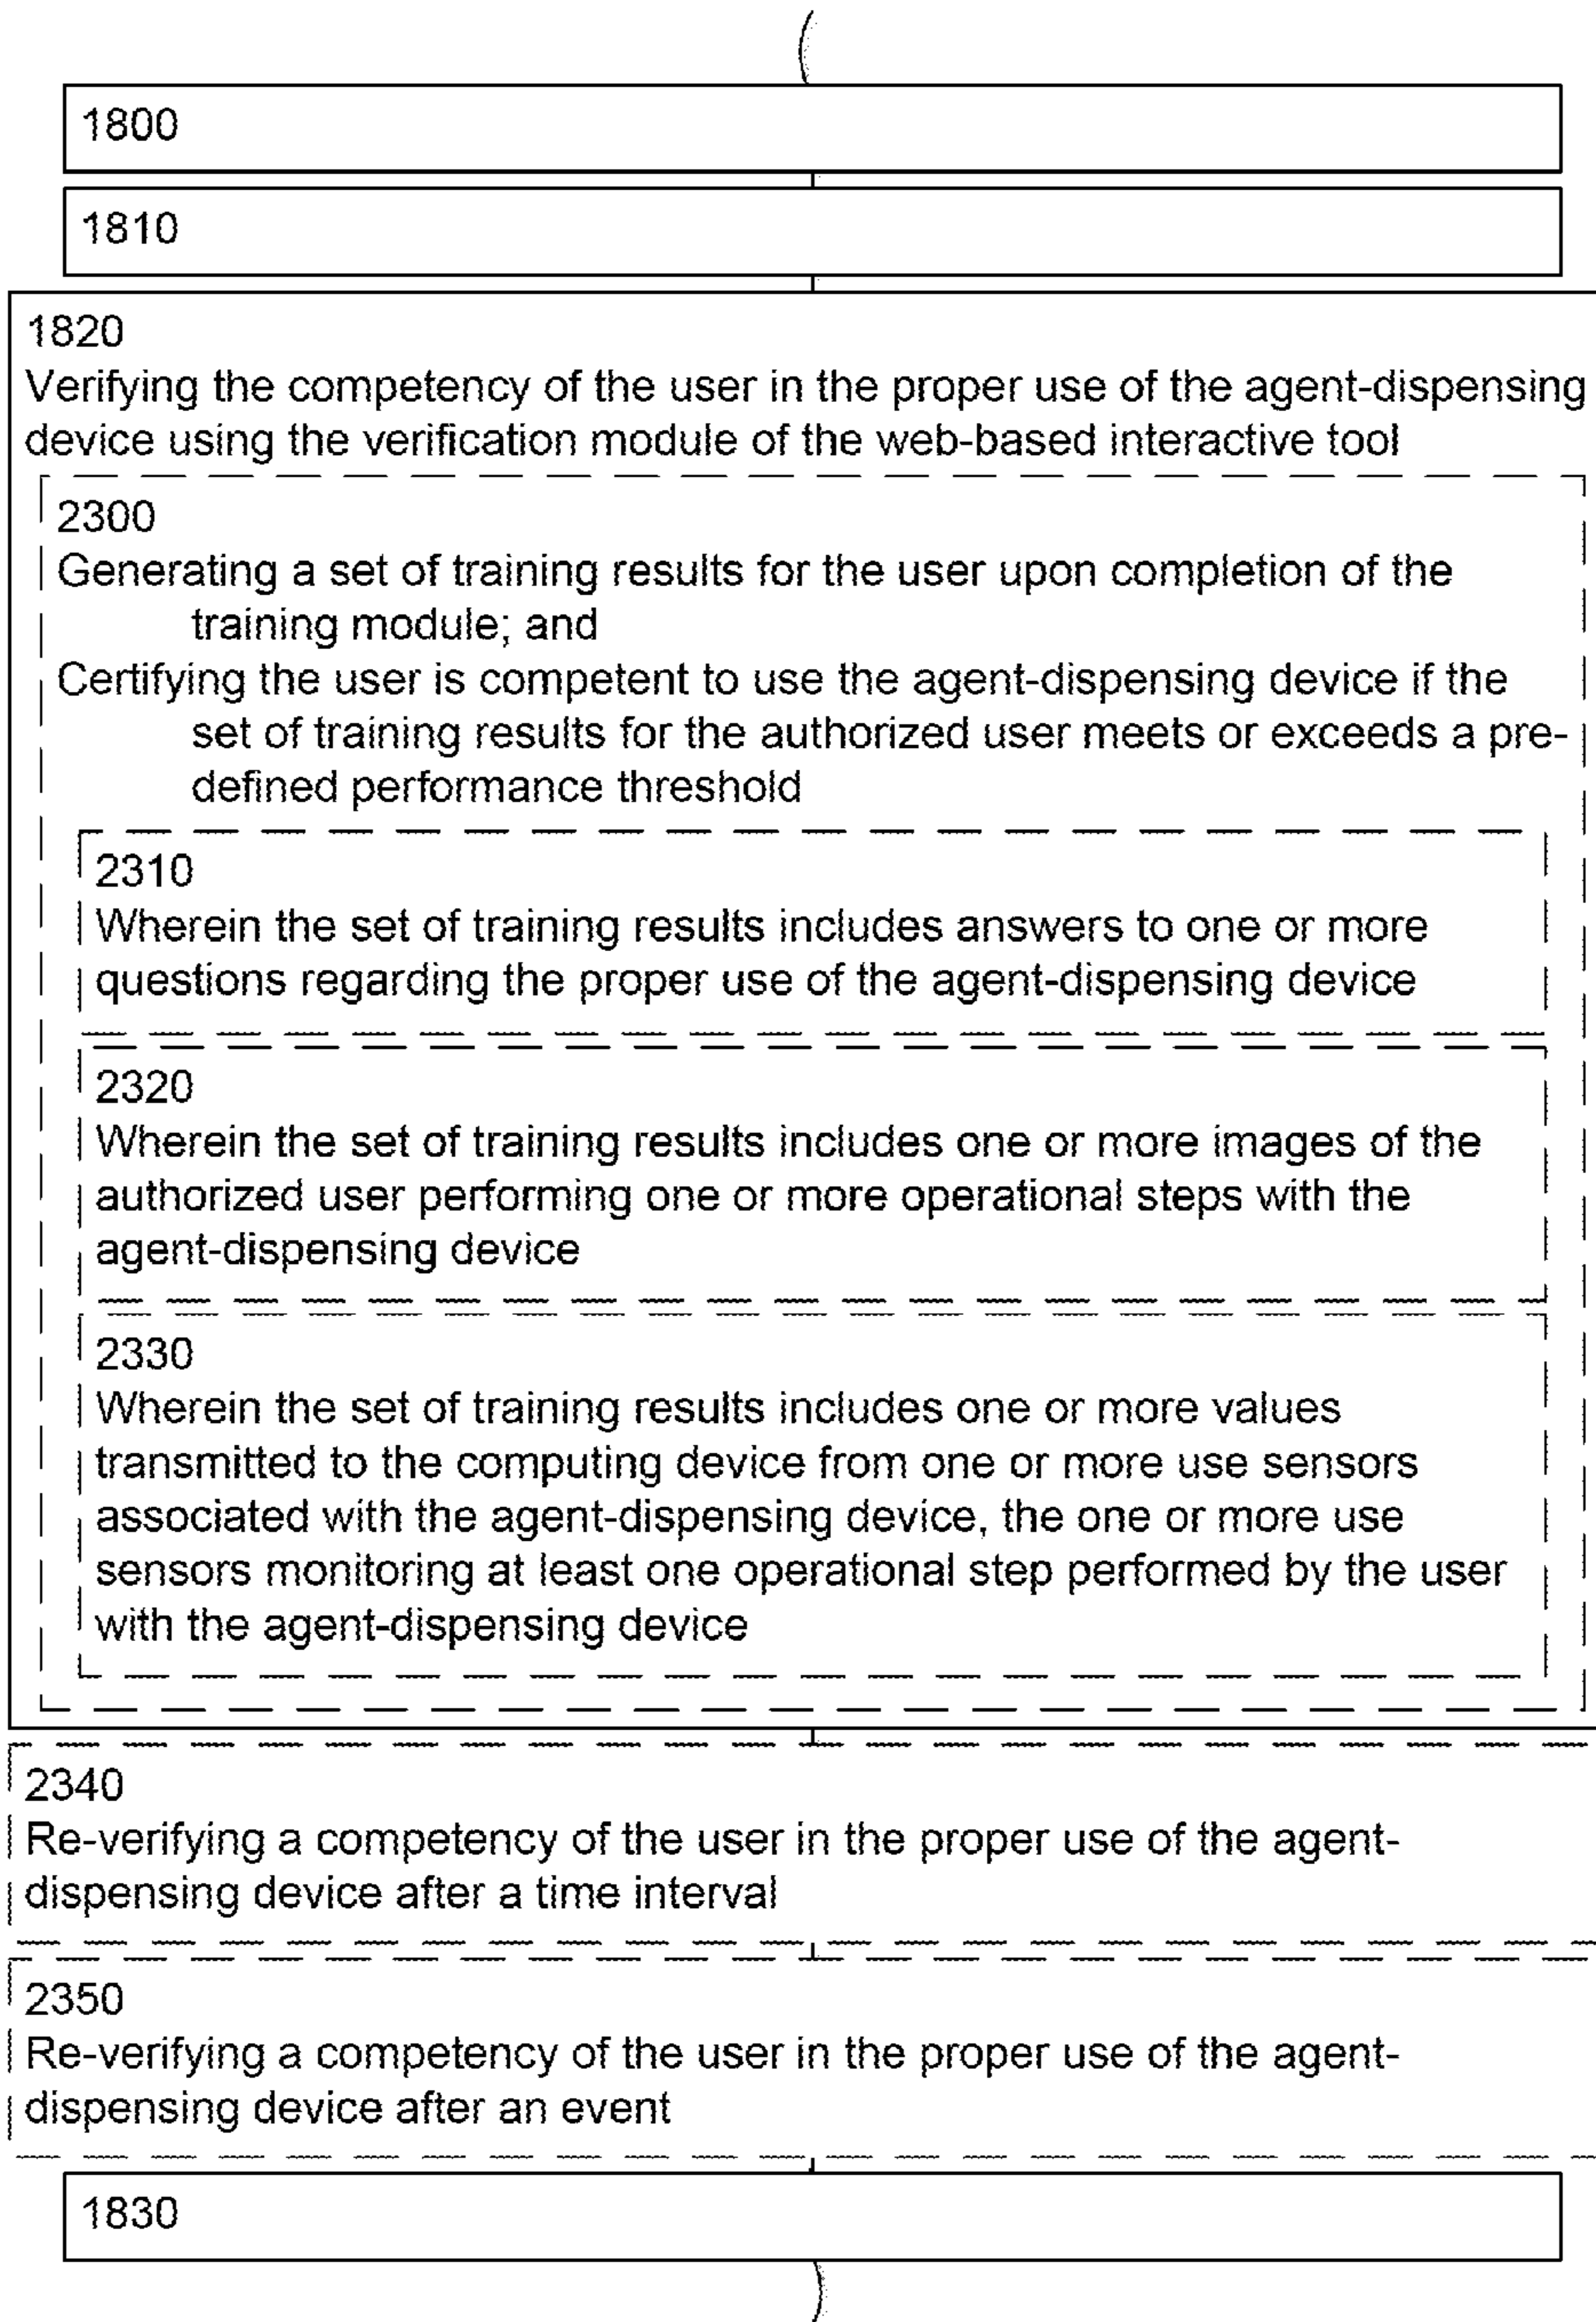 1800
1810
1820
Verifying the competency of the user in the proper use of the agent-dispensing
device using the verification module of the web-based interactive tool
2300
Generating a set of training results for the user upon completion of the
training module; and
Certifying the user is competent to use the agent-dispensing device if the
set of training results for the authorized user meets or exceeds a pre-
defined performance threshold
2310
Wherein the set of training results includes answers to one or more
questions regarding the proper use of the agent-dispensing device
2320
Wherein the set of training results includes one or more images of the
authorized user performing one or more operational steps with the
agent-dispensing device
2330
Wherein the set of training results includes one or more values
transmitted to the computing device from one or more use sensors
associated with the agent-dispensing device, the one or more use
sensors monitoring at least one operational step performed by the user
with the agent-dispensing device
2340
Re-verifying a competency of the user in the proper use of the agent-
dispensing device after a time interval
2350
Re-verifying a competency of the user in the proper use of the agent-
dispensing device after an event
1830